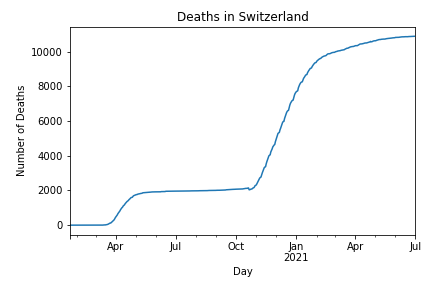 Deaths in Switzerland
Number of Deaths
10000
8000
6000
4000
2000
0
Apr Jul Oct Jan Apr Jul
2021
Day